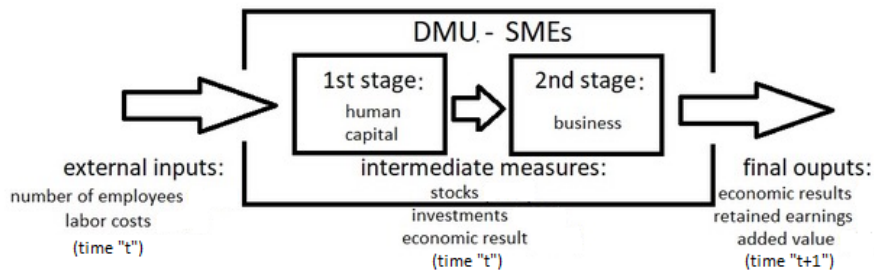 DMU. - SMEs
1st stage:
human
capital
2nd stage:
business
external inputs:
number of employees
labor costs
(time "t")
intermediate measures:
stocks
investments
economic result
(time "t")
final ouputs:
economic results
retained earnings
added value
(time "t+1")